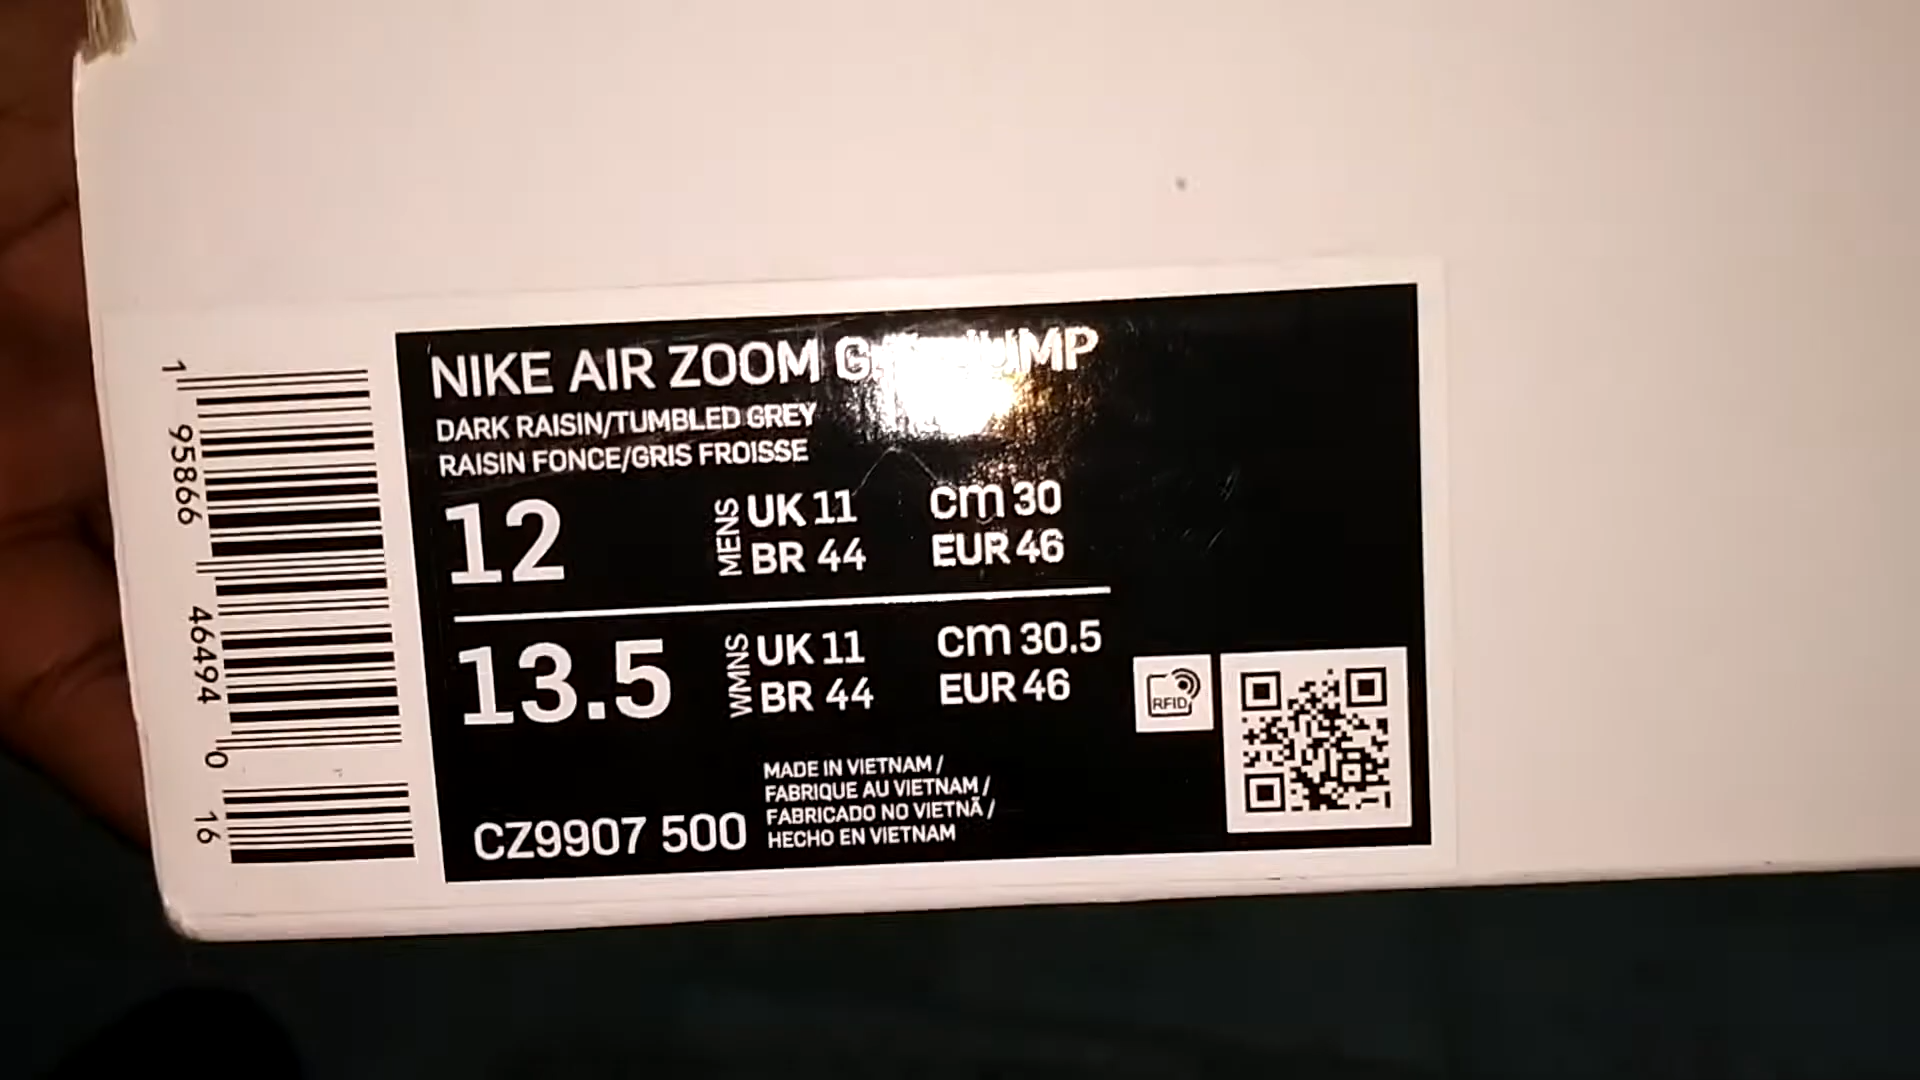 NIKE AIR ZOOM
DARK RAISIN/TUMBLED GREY
RAISIN FONCE/GRIS FROISSE
12 MENS UK 11 cm 30
BR 44 EUR 46
13.5 WMNS UK 11 cm 30.5
BR 44 EUR 46
RFID
MADE IN VIETNAM /
FABRIQUE AU VIETNAM /
FABRICADO NO VIETNÃ /
HECHO EN VIETNAM
CZ9907 500
1 95866 46494 0 16